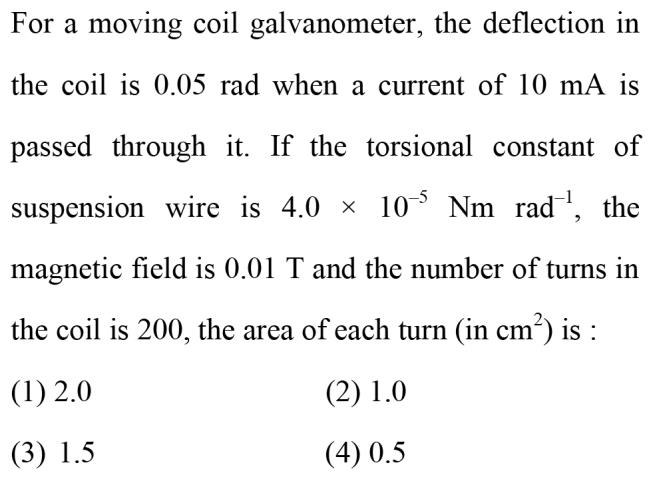 For a moving coil galvanometer, the deflection in
the coil is 0.05 rad when a current of 10 mA is
passed through it. If the torsional constant of
suspension wire is 4.0 × 10⁻⁵ Nm rad⁻¹, the
magnetic field is 0.01 T and the number of turns in
the coil is 200, the area of each turn (in cm²) is :
(1) 2.0 (2) 1.0
(3) 1.5 (4) 0.5